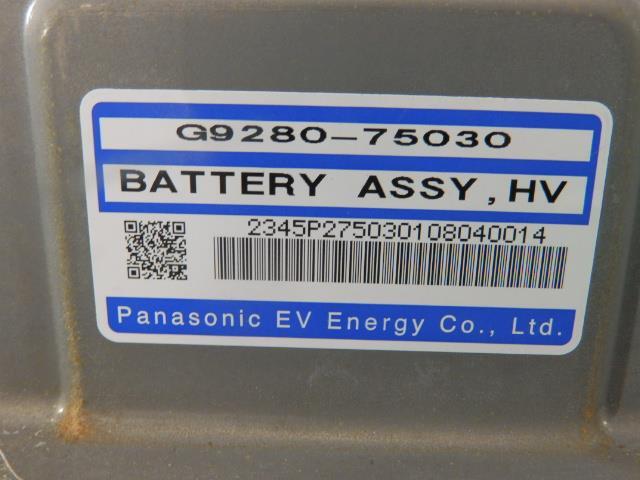 G9280-75030
BATTERY ASSY, HV
2345P275030108040014
Panasonic EV Energy Co., Ltd.